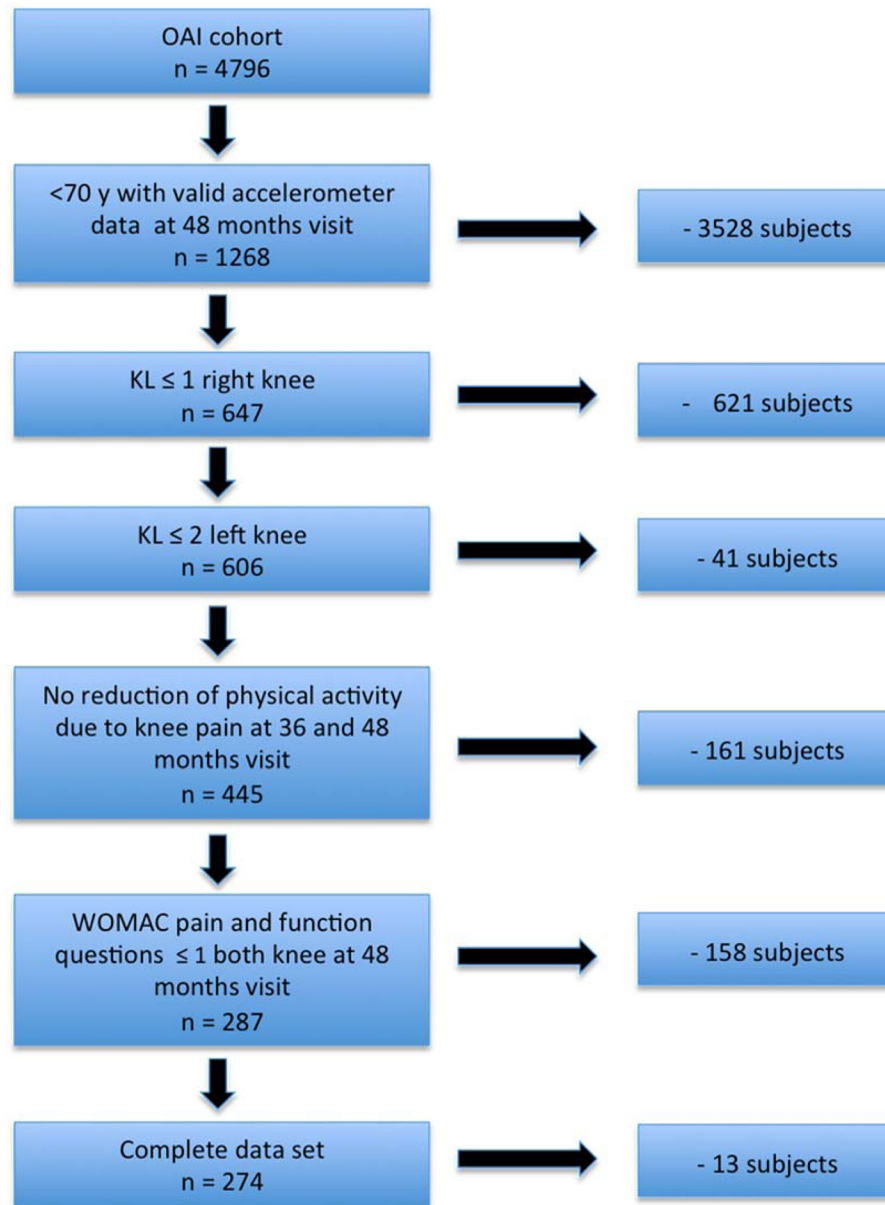 OAI cohort
n = 4796
<70 y with valid accelerometer
data at 48 months visit
n = 1268
- 3528 subjects
KL ≤ 1 right knee
n = 647
- 621 subjects
KL ≤ 2 left knee
n = 606
- 41 subjects
No reduction of physical activity
due to knee pain at 36 and 48
months visit
n = 445
- 161 subjects
WOMAC pain and function
questions ≤ 1 both knee at 48
months visit
n = 287
- 158 subjects
Complete data set
n = 274
- 13 subjects